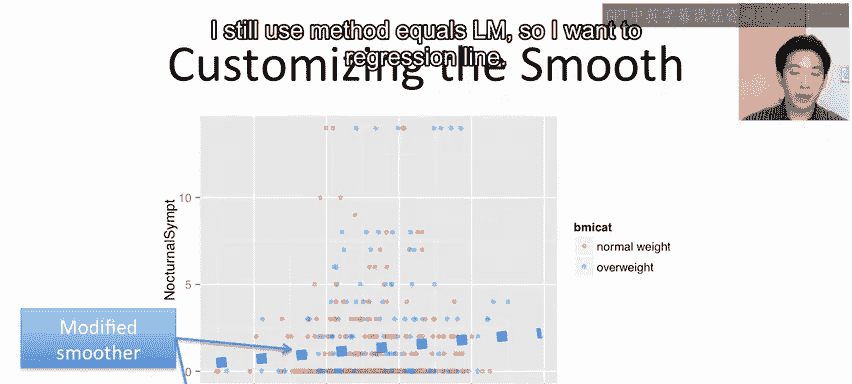 I still use method equals LM, so I want to
regression line.
Customizing the Smooth
10
5
0
NocturnalSympt
bmicat
normal weight
overweight
Modified
smoother